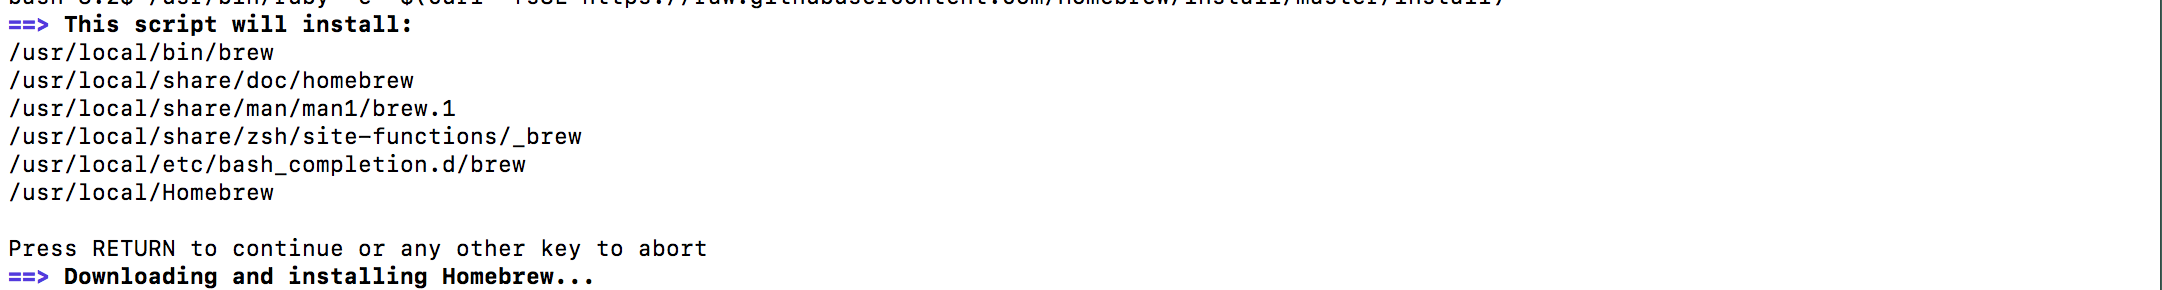 ==> This script will install:
/usr/local/bin/brew
/usr/local/share/doc/homebrew
/usr/local/share/man/man1/brew.1
/usr/local/share/zsh/site-functions/_brew
/usr/local/etc/bash_completion.d/brew
/usr/local/Homebrew
Press RETURN to continue or any other key to abort
==> Downloading and installing Homebrew...